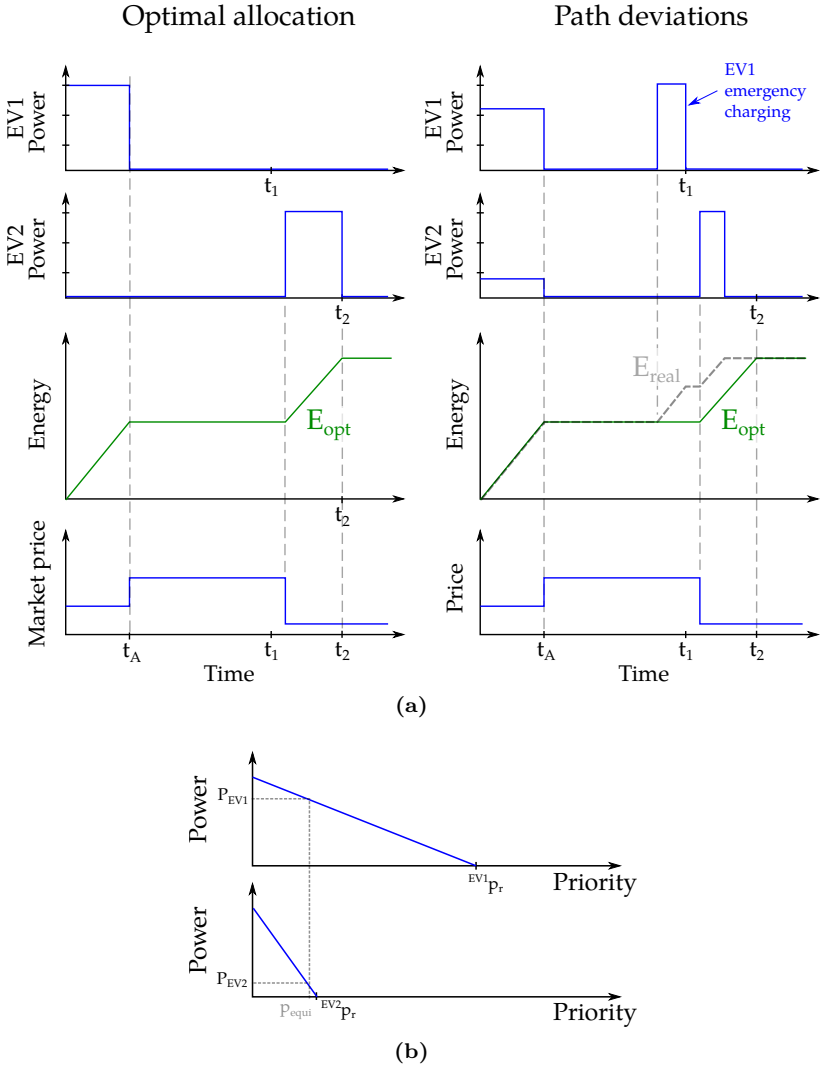 Optimal allocation
Path deviations
EV1
Power
t1
EV1
Power
EV1
emergency
charging
t1
EV2
Power
t2
EV2
Power
t2
Energy
Eopt
t2
Energy
Ereal
Eopt
Market price
tA
t1
t2
Time
Price
tA
t1
t2
Time
(a)
Power
PEV1
EV1pr
Priority
Power
PEV2
pequi
EV2pr
Priority
(b)